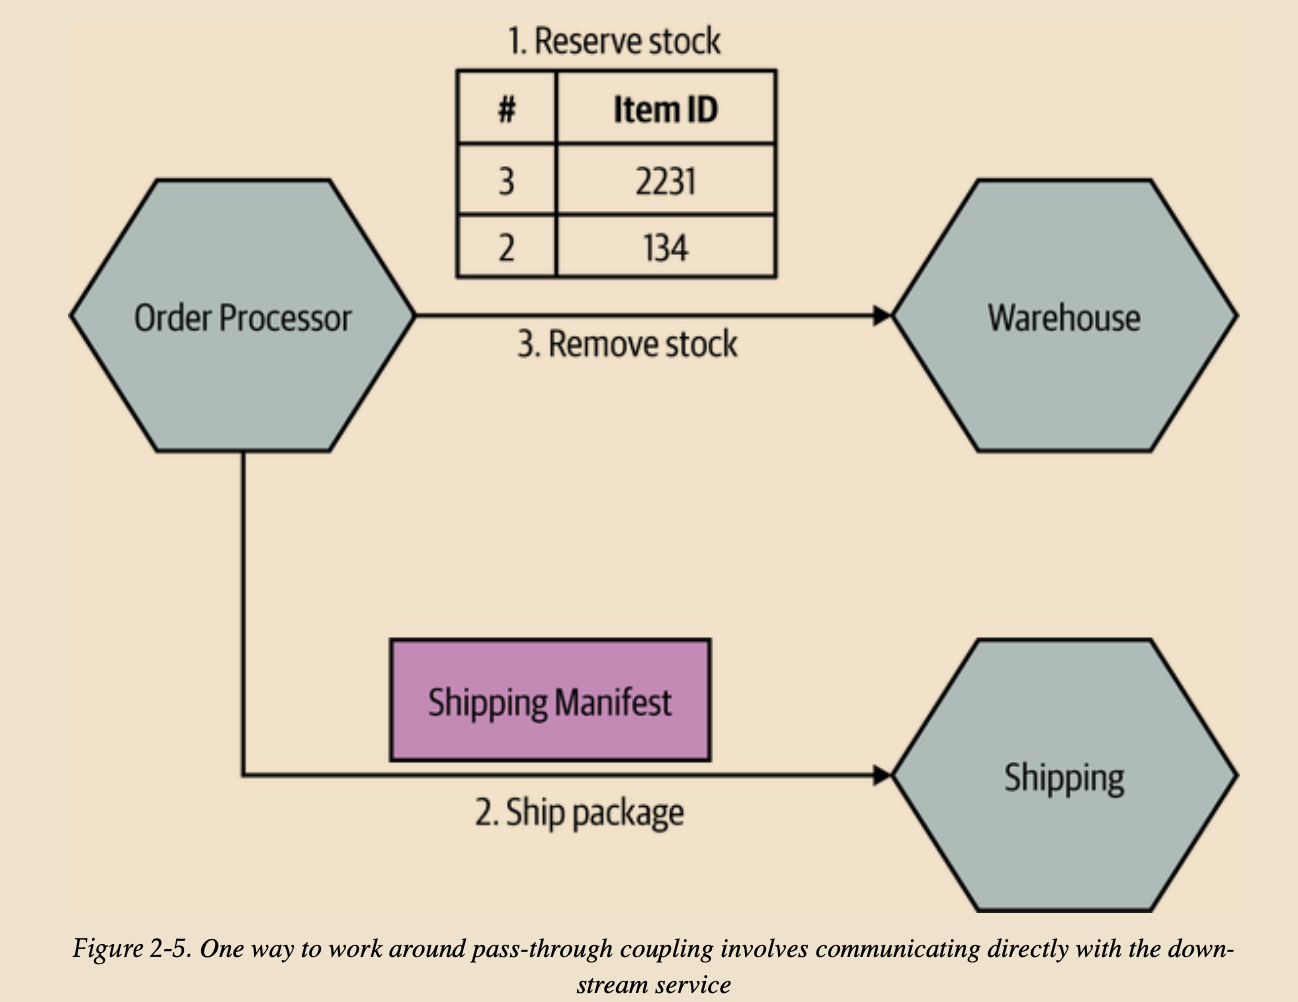 1. Reserve stock
# Item ID
3 2231
2 134
Order Processor
Warehouse
3. Remove stock
Shipping Manifest
Shipping
2. Ship package
Figure 2-5. One way to work around pass-through coupling involves communicating directly with the down-
stream service